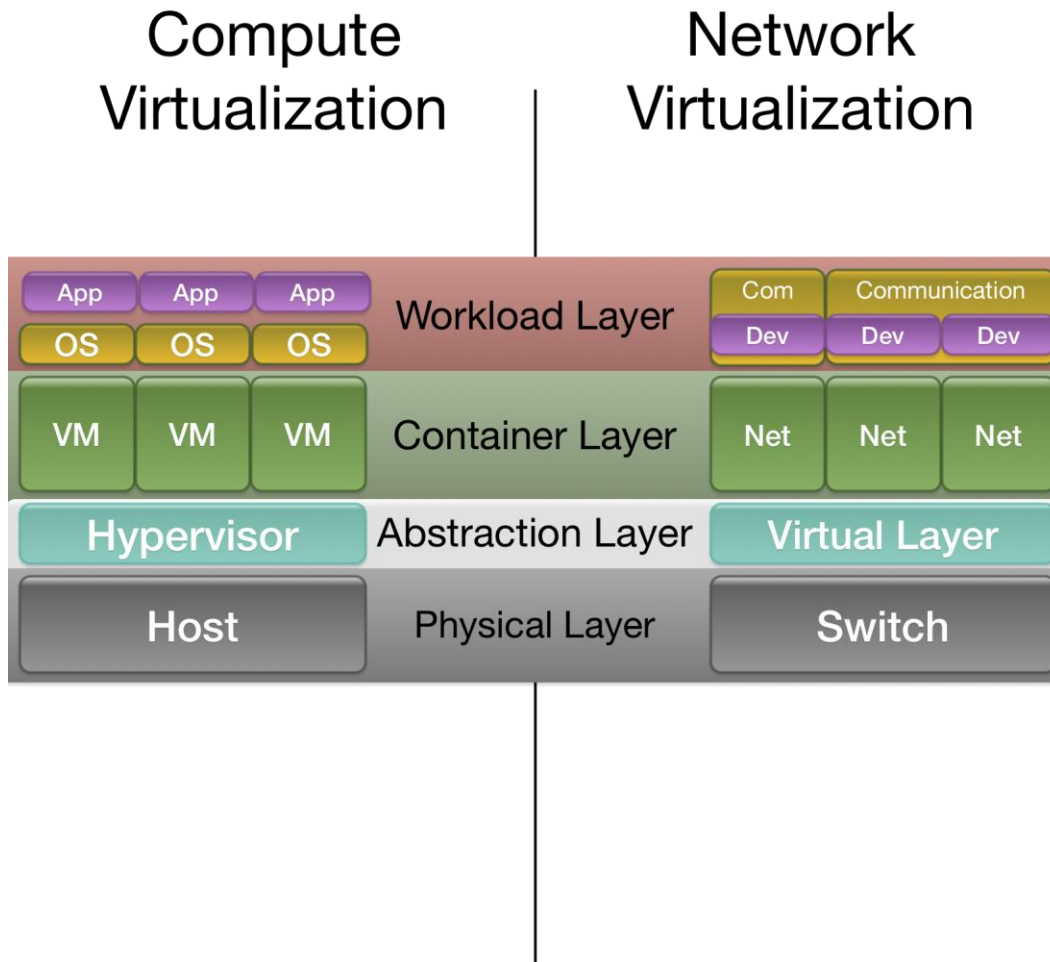 Compute
Virtualization
Network
Virtualization
App App App
OS OS OS
Workload Layer
Com Communication
Dev Dev Dev
VM VM VM
Container Layer
Net Net Net
Hypervisor
Abstraction Layer
Virtual Layer
Host
Physical Layer
Switch